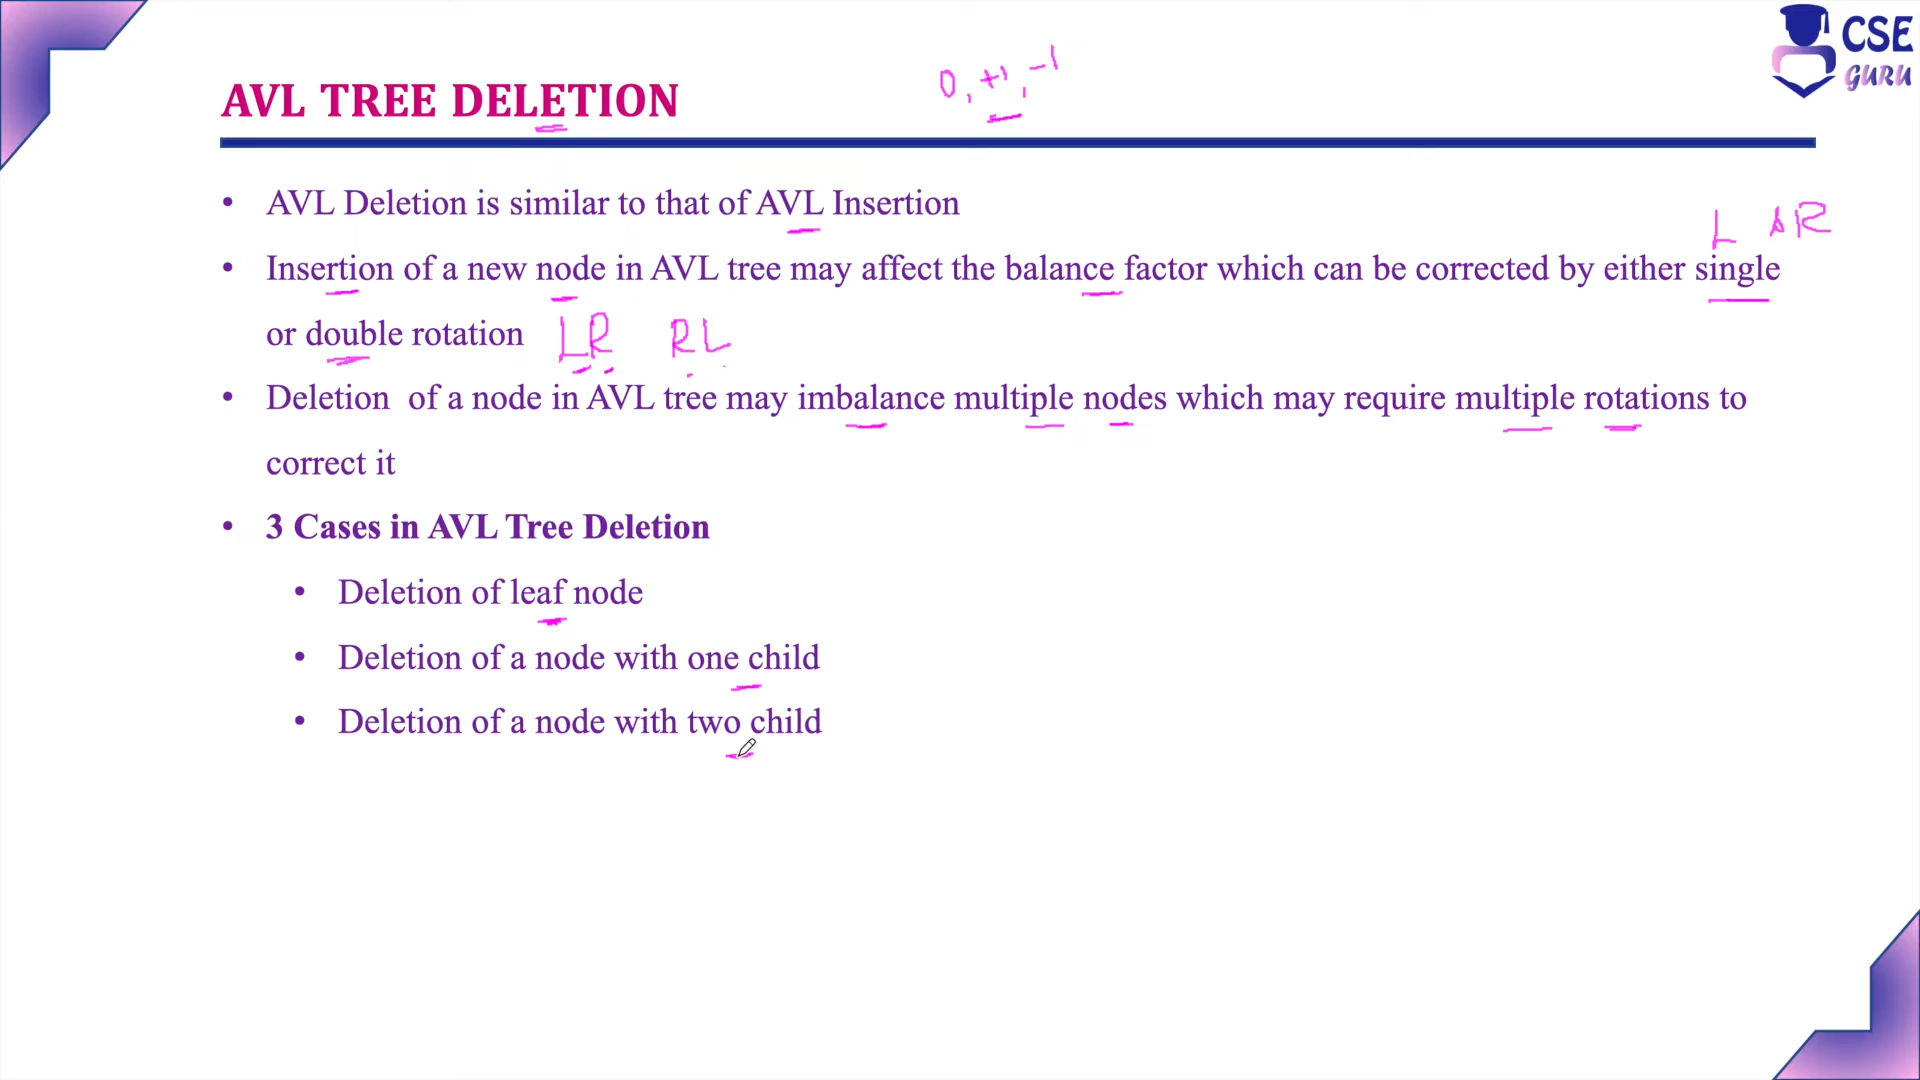 CSE
GURU
0, +1, -1
AVL TREE DELETION
• AVL Deletion is similar to that of AVL Insertion
L R
• Insertion of a new node in AVL tree may affect the balance factor which can be corrected by either single
or double rotation LR RL
• Deletion of a node in AVL tree may imbalance multiple nodes which may require multiple rotations to
correct it
• 3 Cases in AVL Tree Deletion
• Deletion of leaf node
• Deletion of a node with one child
• Deletion of a node with two child